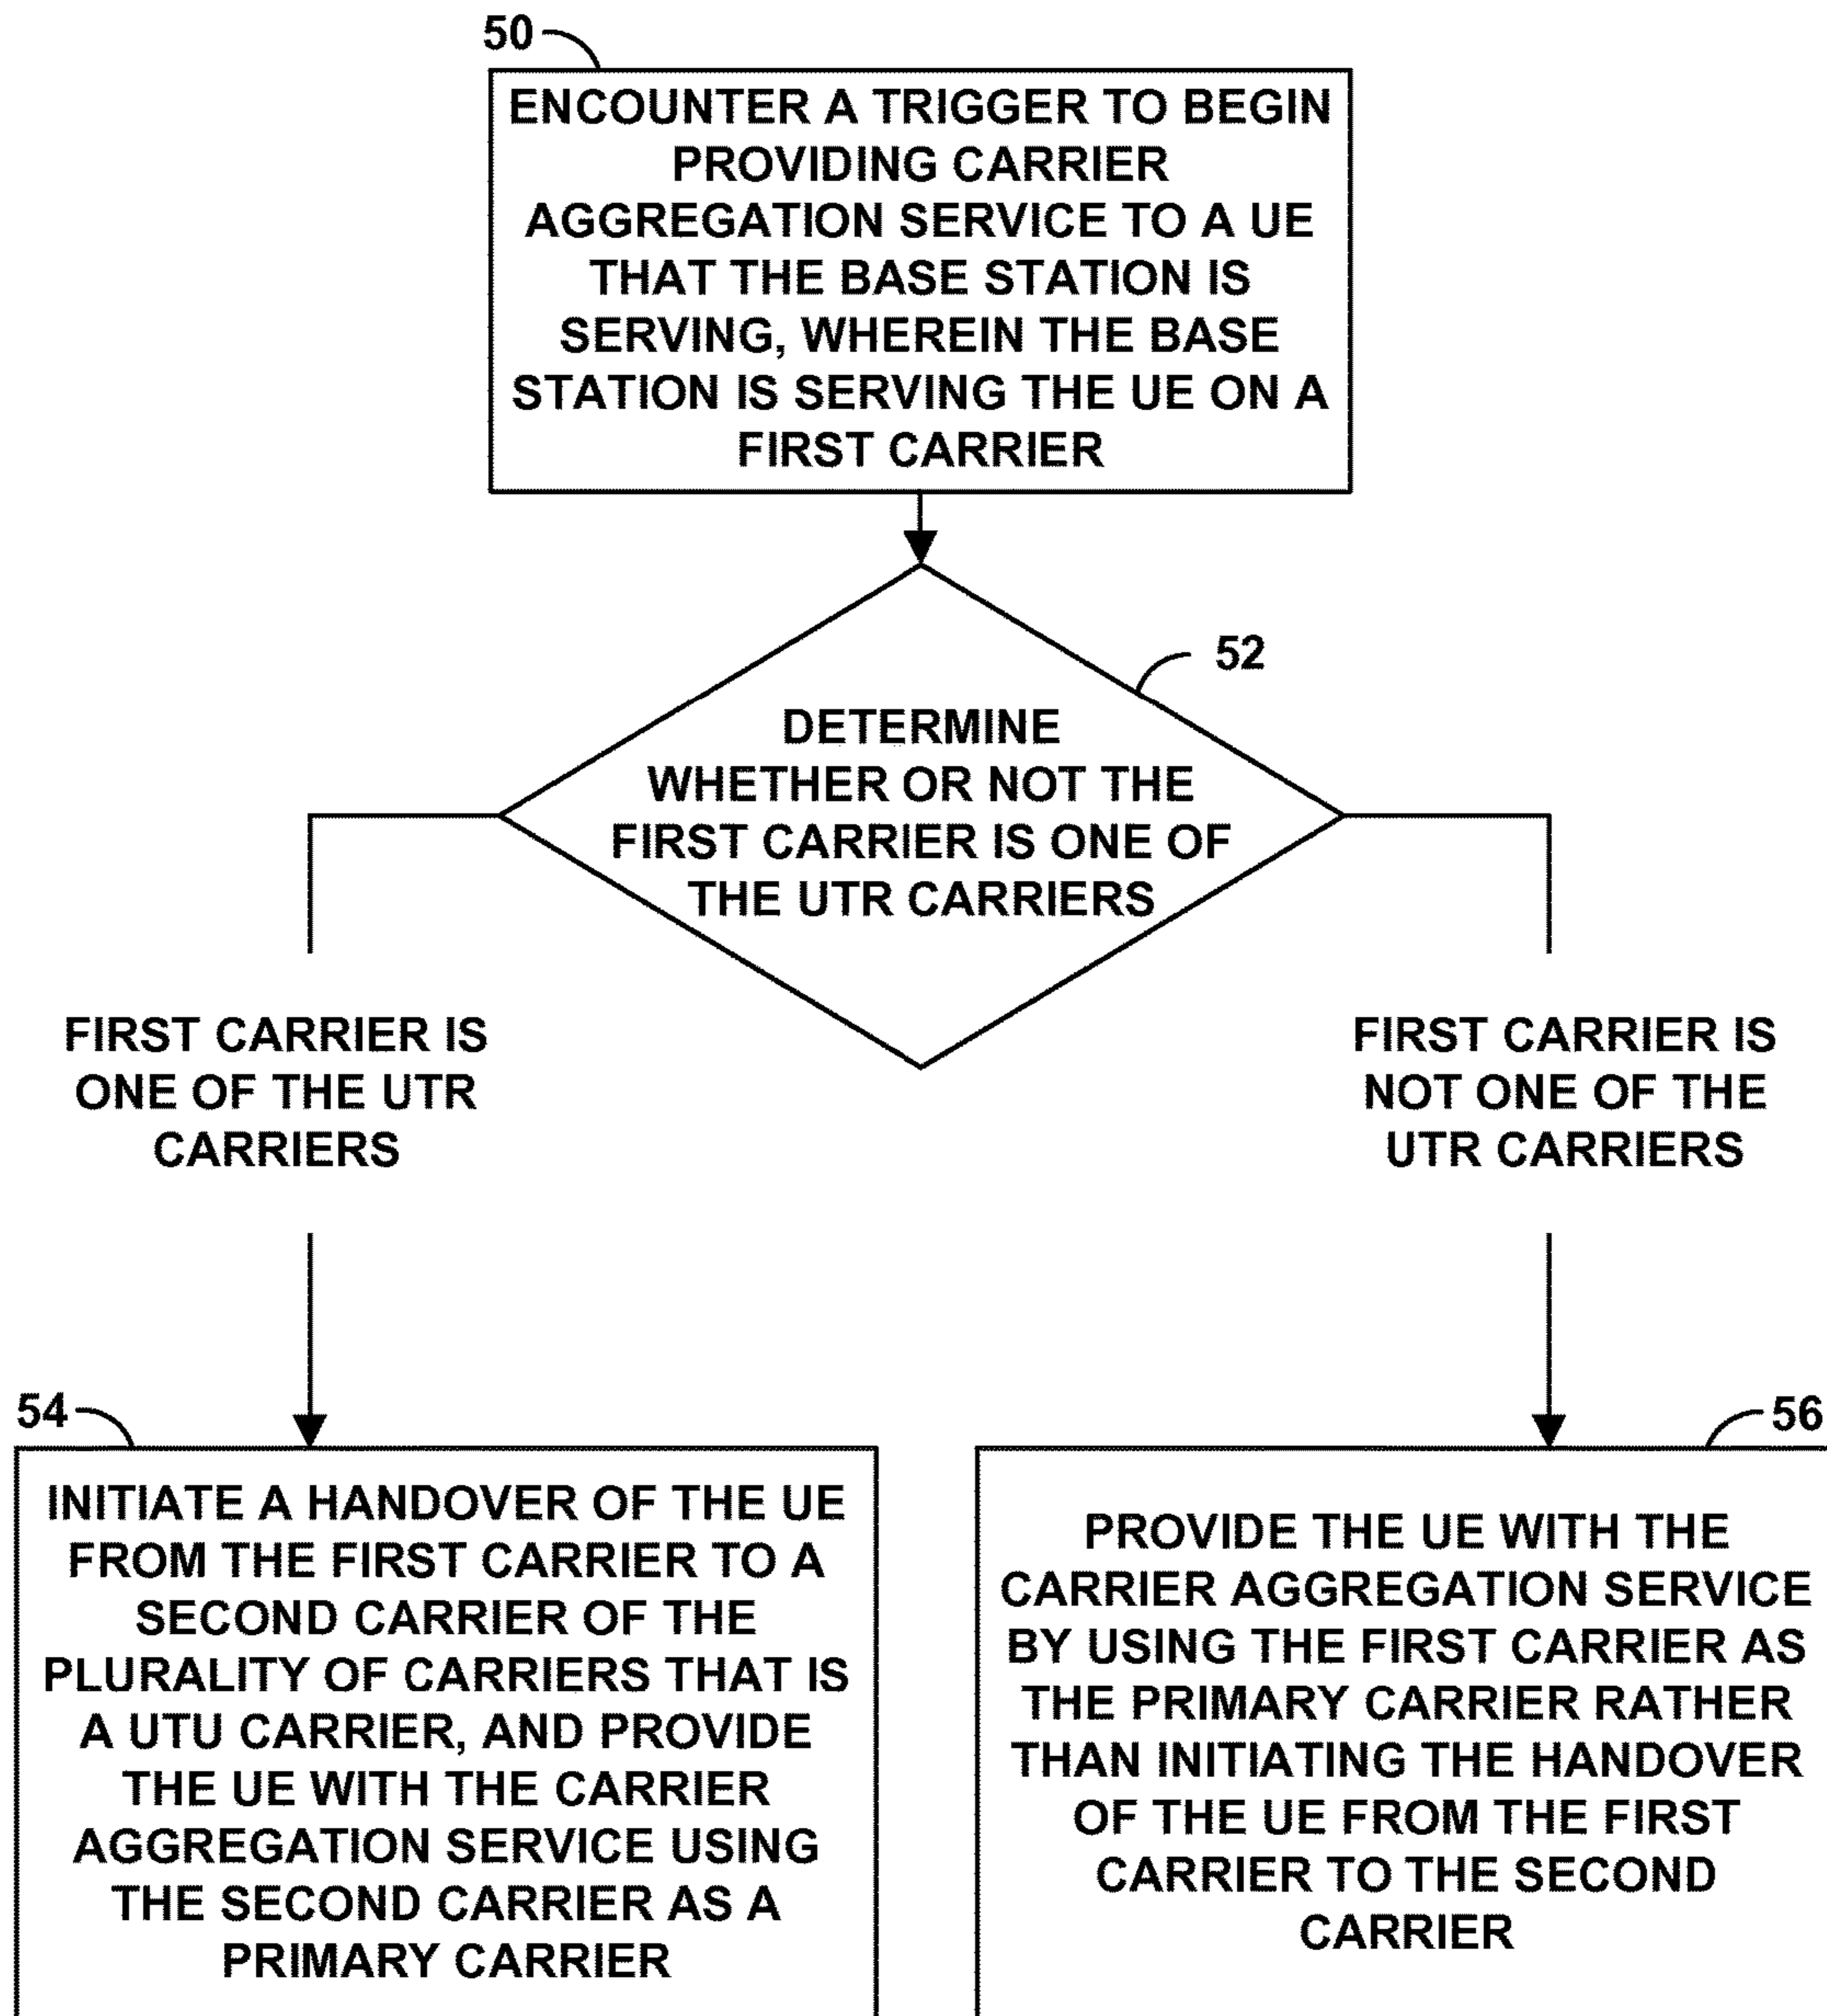 50
ENCOUNTER A TRIGGER TO BEGIN
PROVIDING CARRIER
AGGREGATION SERVICE TO A UE
THAT THE BASE STATION IS
SERVING, WHEREIN THE BASE
STATION IS SERVING THE UE ON A
FIRST CARRIER
52
DETERMINE
WHETHER OR NOT THE
FIRST CARRIER IS ONE OF
THE UTR CARRIERS
FIRST CARRIER IS
ONE OF THE UTR
CARRIERS
FIRST CARRIER IS
NOT ONE OF THE
UTR CARRIERS
54
INITIATE A HANDOVER OF THE UE
FROM THE FIRST CARRIER TO A
SECOND CARRIER OF THE
PLURALITY OF CARRIERS THAT IS
A UTU CARRIER, AND PROVIDE
THE UE WITH THE CARRIER
AGGREGATION SERVICE USING
THE SECOND CARRIER AS A
PRIMARY CARRIER
56
PROVIDE THE UE WITH THE
CARRIER AGGREGATION SERVICE
BY USING THE FIRST CARRIER AS
THE PRIMARY CARRIER RATHER
THAN INITIATING THE HANDOVER
OF THE UE FROM THE FIRST
CARRIER TO THE SECOND
CARRIER